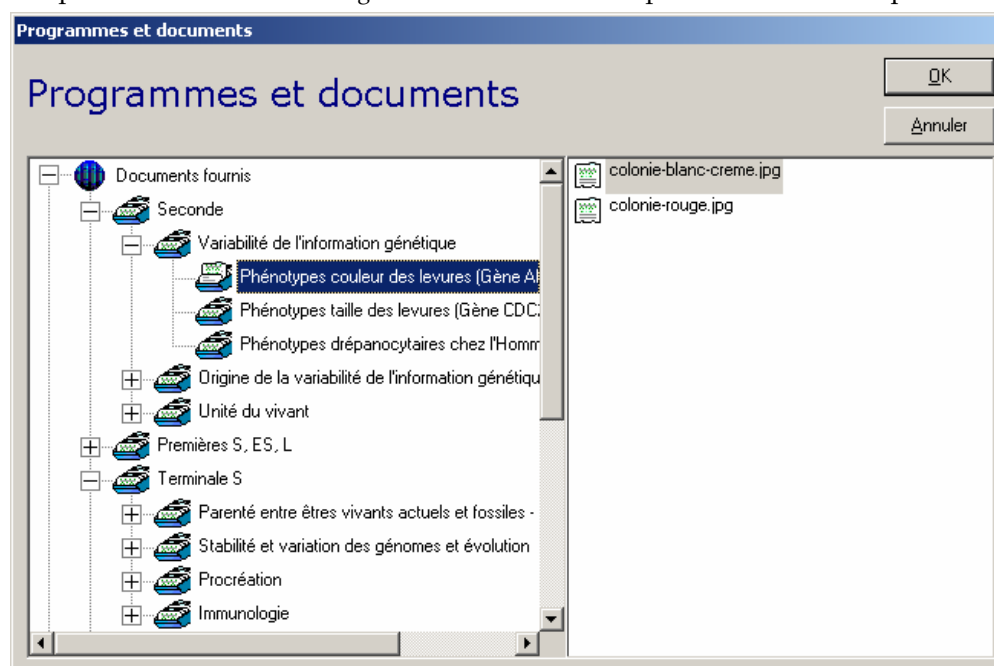 Programmes et documents
Programmes et documents
OK
Annuler
Documents fournis
Seconde
Variabilité de l'information génétique
Phénotypes couleur des levures (Gène
Phénotypes taille des levures (Gène CDC
Phénotypes drépanocytaires chez l'Homm
Origine de la variabilité de l'information génétiqu
Unité du vivant
Premières S, ES, L
Terminale S
Parenté entre êtres vivants actuels et fossiles -
Stabilité et variation des génomes et évolution
Procréation
Immunologie
colonie-blanc-creme.jpg
colonie-rouge.jpg